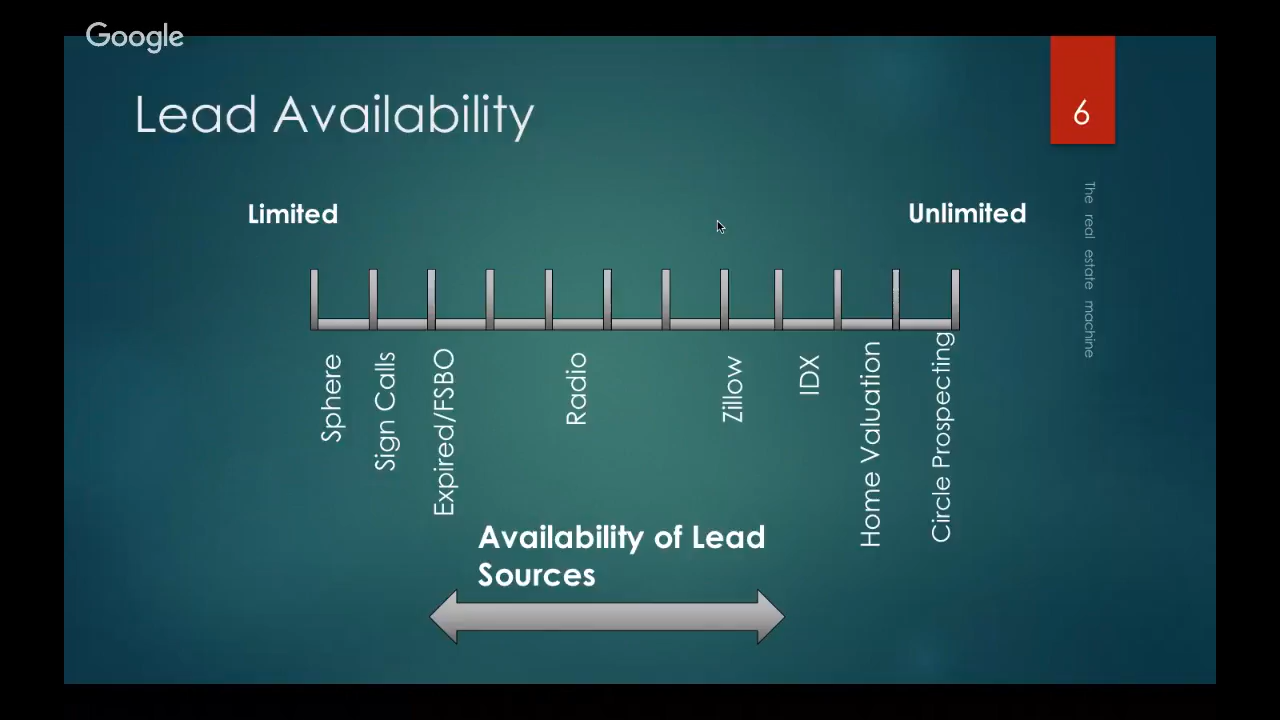 Google
Lead Availability
6
The real estate machine
Limited
Unlimited
Sphere
Sign Calls
Expired/FSBO
Radio
Zillow
IDX
Home Valuation
Circle Prospecting
Availability of Lead
Sources